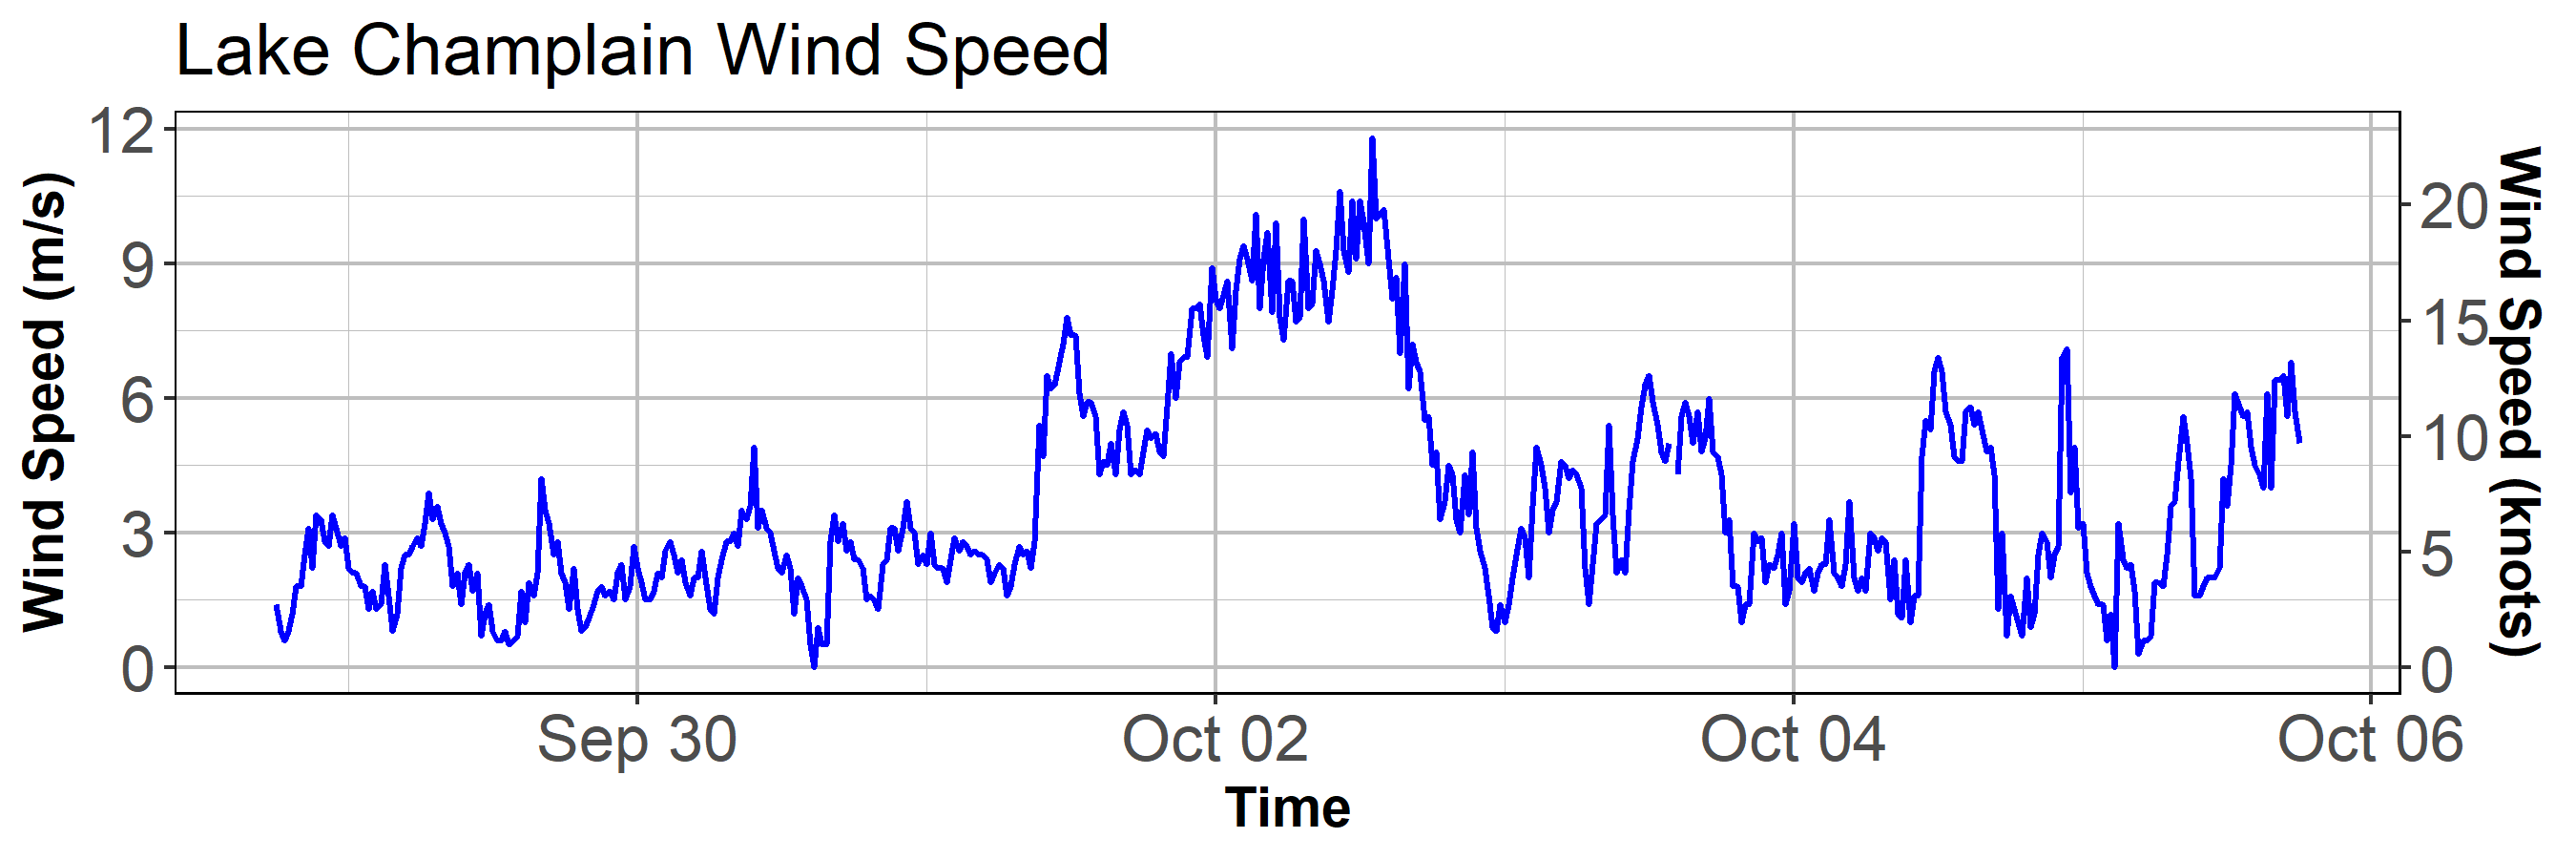 Lake Champlain Wind Speed
Wind Speed (m/s)
12
9
6
3
0
20
15
10
5
0
Wind Speed (knots)
Sep 30
Oct 02
Oct 04
Oct 06
Time